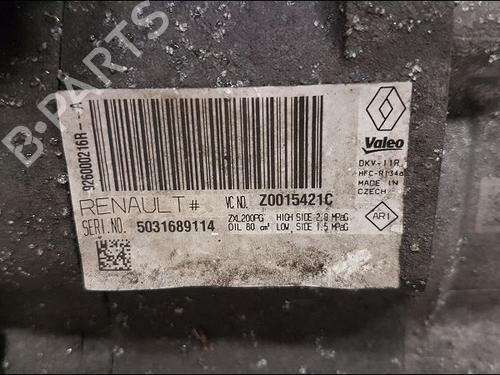 B-PARTS
926000216R--A
Valeo
DKV-11R
HFC-R134a
MADE IN
CZECH
RENAULT # VC NO. Z0015421C
SERI.NO. 5031689114
ZXL200PG HIGH SIDE 2.8 MPaG
OIL 80 cm³ LOW SIDE 1.5 MPaG
AR1